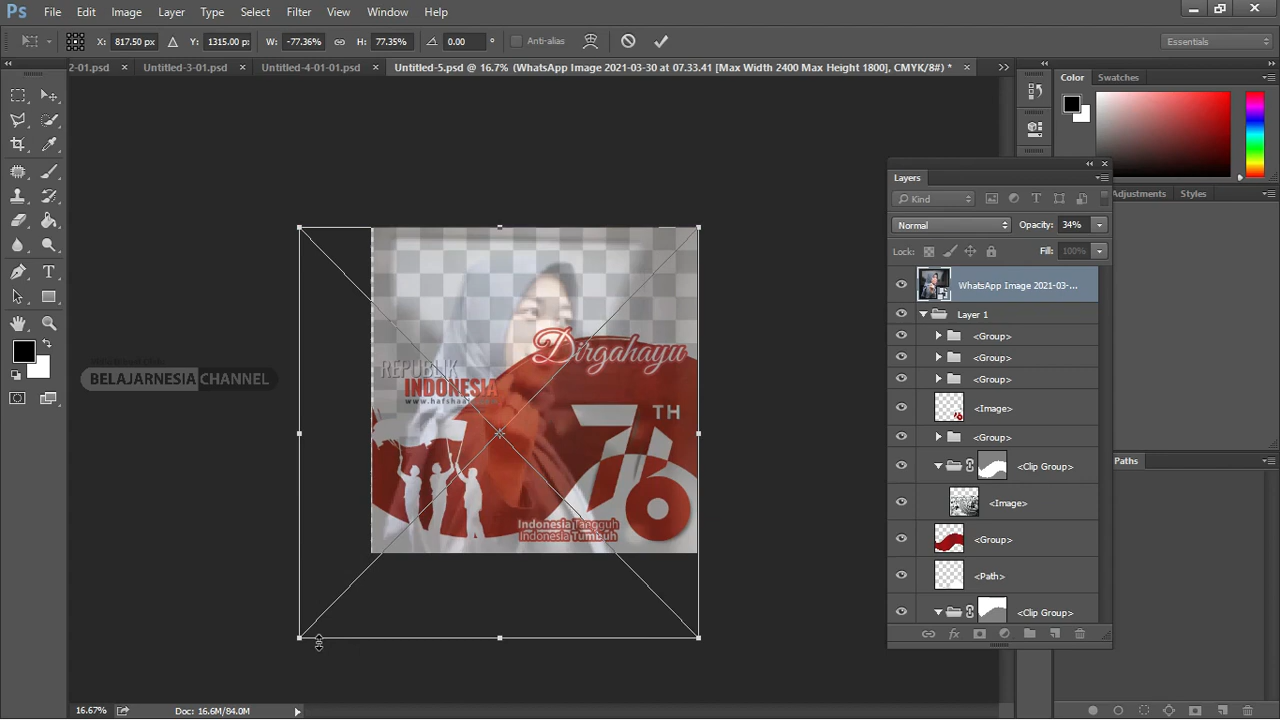 Ps File Edit Image Layer Type Select Filter View Window Help
X: 817.50 px Y: 1315.00 px W: -77.36% H: 77.35% 0.00 ° Anti-alias Essentials
2-01.psd × Untitled-3-01.psd × Untitled-4-01-01.psd × Untitled-5.psd @ 16.7% (WhatsApp Image 2021-03-30 at 07.33.41 [Max Width 2400 Max Height 1800], CMYK/8#) * ×
Color Swatches
Adjustments Styles
Paths
Layers
Kind
Normal Opacity: 34%
Lock: Fill: 100%
WhatsApp Image 2021-03-...
Layer 1
<Group>
<Group>
<Group>
<Image>
<Group>
<Clip Group>
<Image>
<Group>
<Path>
<Clip Group>
Dirgahayu
REPUBLIK
INDONESIA
76 TH
Indonesia Tangguh
Indonesia Tumbuh
BELAJARNESIA CHANNEL
16.67% Doc: 16.6M/84.0M